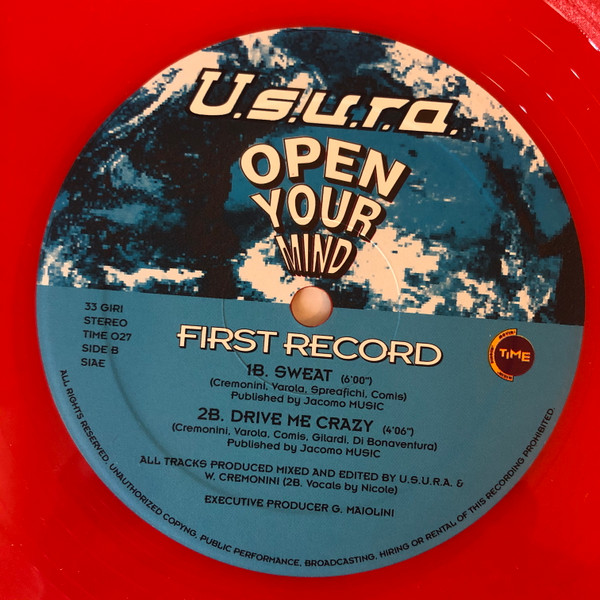 U.S.U.R.A.
OPEN
YOUR
MIND
33 GIRI
STEREO
TIME 027
SIDE B
SIAE
FIRST RECORD
TIME
1B. SWEAT (6'00")
(Cremonini, Varola, Spreafichi, Comis)
Published by Jacomo MUSIC
2B. DRIVE ME CRAZY (4'06")
(Cremonini, Varola, Comis, Gilardi, Di Bonaventura)
Published by Jacomo MUSIC
ALL TRACKS PRODUCED MIXED AND EDITED BY U.S.U.R.A. &
W. CREMONINI (2B. Vocals by Nicole)
EXECUTIVE PRODUCER G. MAIOLINI
ALL RIGHTS RESERVED. UNAUTHORIZED COPYNG, PUBLIC PERFORMANCE, BROADCASTING, HIRING OR RENTAL OF THIS RECORDING PROHIBITED.